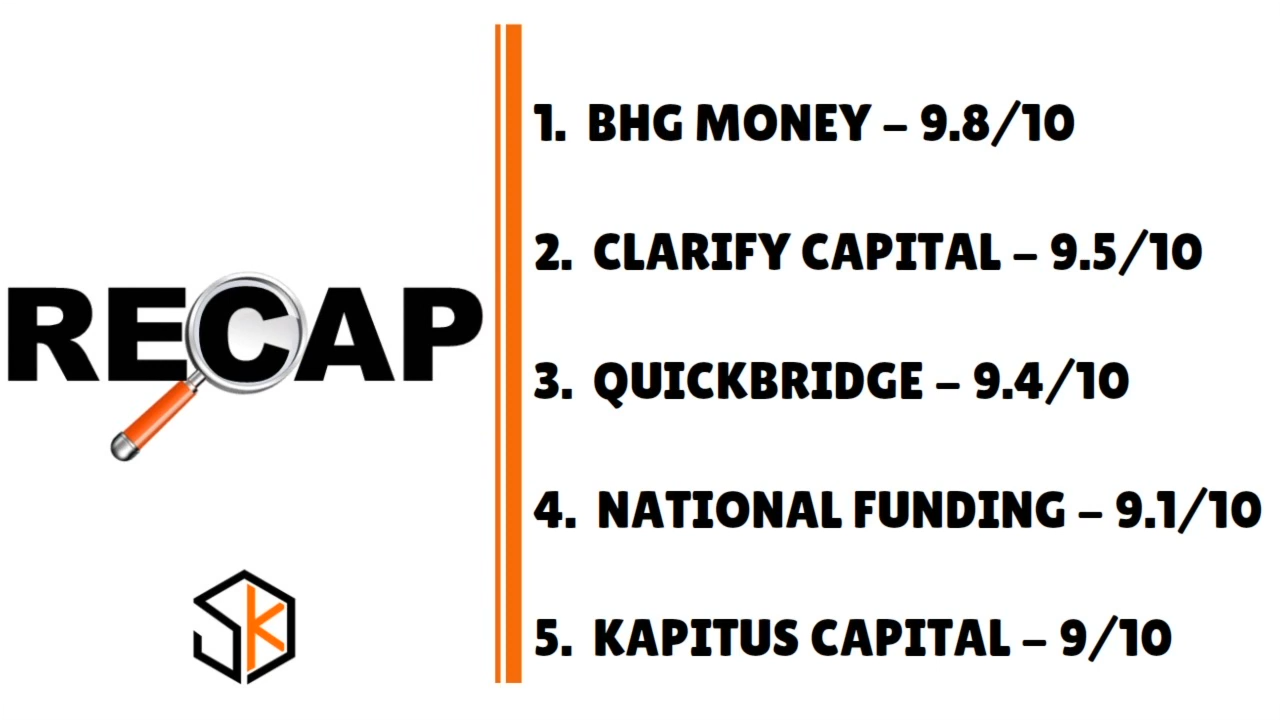 RECAP
1. BHG MONEY – 9.8/10
2. CLARIFY CAPITAL – 9.5/10
3. QUICKBRIDGE – 9.4/10
4. NATIONAL FUNDING – 9.1/10
5. KAPITUS CAPITAL – 9/10
SK